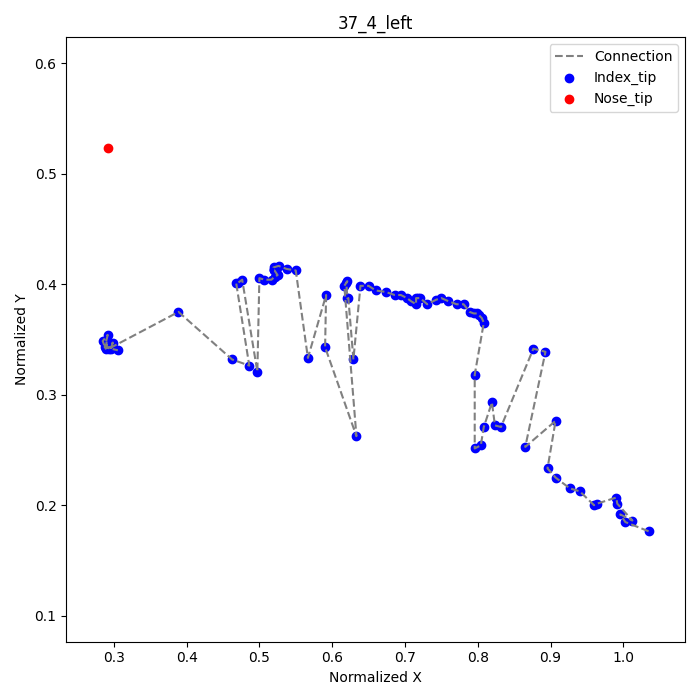 37_4_left
Connection
Index_tip
Nose_tip
0.6
0.5
0.4
0.3
0.2
0.1
Normalized Y
0.3 0.4 0.5 0.6 0.7 0.8 0.9 1.0
Normalized X